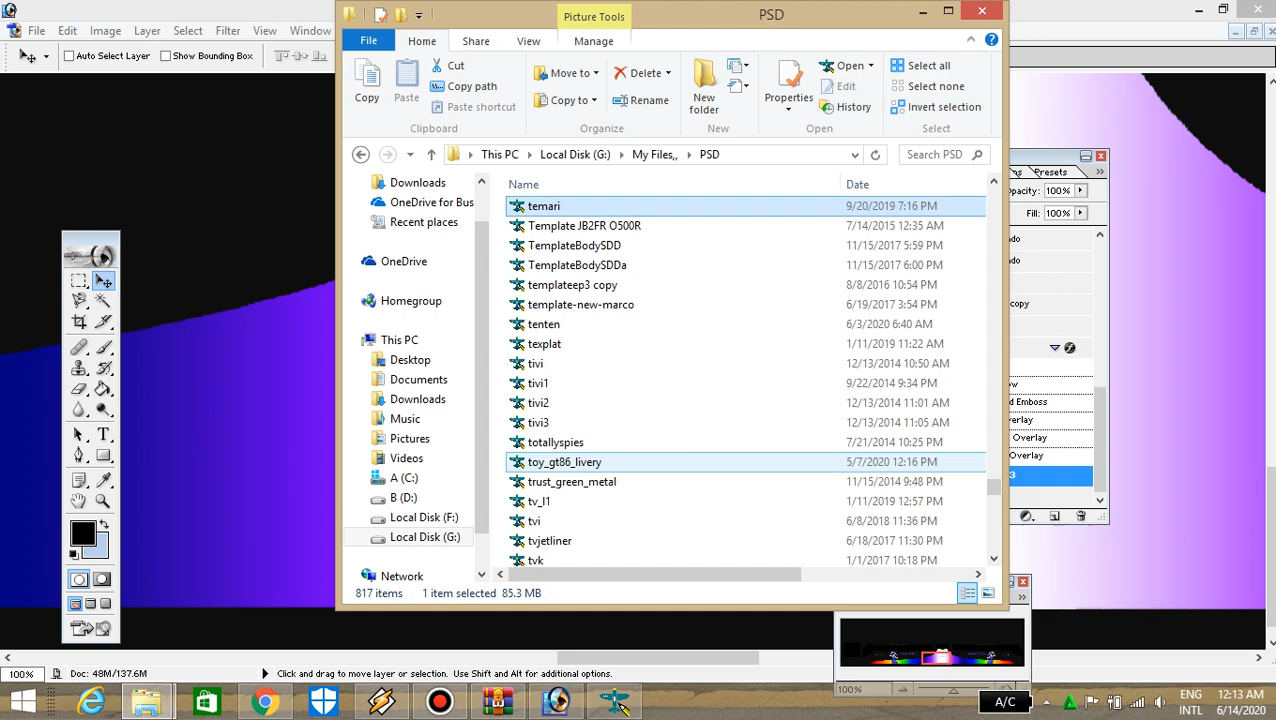 Picture Tools
PSD
File Edit Image Layer Select Filter View Window
File Home Share View Manage
Auto Select Layer Show Bounding Box
Copy
Paste
Cut
Copy path
Paste shortcut
Clipboard
Move to
Copy to
Delete
Rename
Organize
New folder
New
Properties
Open
Edit
History
Open
Select all
Select none
Invert selection
Select
This PC Local Disk (G:) My Files,, PSD
Search PSD
Presets
Opacity: 100%
Fill: 100%
Downloads
OneDrive for Bus
Recent places
OneDrive
Homegroup
This PC
Desktop
Documents
Downloads
Music
Pictures
Videos
A (C:)
B (D:)
Local Disk (F:)
Local Disk (G:)
Network
Name Date
temari 9/20/2019 7:16 PM
Template JB2FR O500R 7/14/2015 12:35 AM
TemplateBodySDD 11/15/2017 5:59 PM
TemplateBodySDDa 11/15/2017 6:00 PM
templateep3 copy 8/8/2016 10:54 PM
template-new-marco 6/19/2017 3:54 PM
tenten 6/3/2020 6:40 AM
texplat 1/11/2019 11:22 AM
tivi 12/13/2014 10:50 AM
tivi1 9/22/2014 9:34 PM
tivi2 12/13/2014 11:01 AM
tivi3 12/13/2014 11:05 AM
totallyspies 7/21/2014 10:25 PM
toy_gt86_livery 5/7/2020 12:16 PM
trust_green_metal 11/15/2014 9:48 PM
tv_l1 1/11/2019 12:57 PM
tvi 6/8/2018 11:36 PM
tvjetliner 6/18/2017 11:30 PM
tvk 1/1/2017 10:18 PM
817 items 1 item selected 85.3 MB
Emboss
Overlay
Overlay
Overlay
100%
100% Doc: 48M/137.6M Click and drag to move layer or selection. Use Shift and Alt for additional options.
A/C
ENG
INTL
12:13 AM
6/14/2020